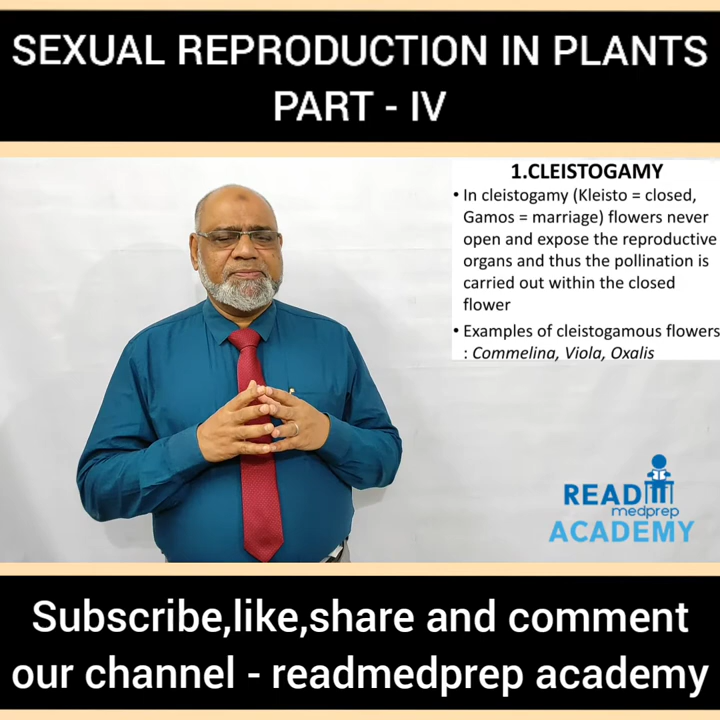 SEXUAL REPRODUCTION IN PLANTS
PART - IV
1.CLEISTOGAMY
• In cleistogamy (Kleisto = closed,
Gamos = marriage) flowers never
open and expose the reproductive
organs and thus the pollination is
carried out within the closed
flower
• Examples of cleistogamous flowers
: Commelina, Viola, Oxalis
READ
medprep
ACADEMY
Subscribe,like,share and comment
our channel - readmedprep academy